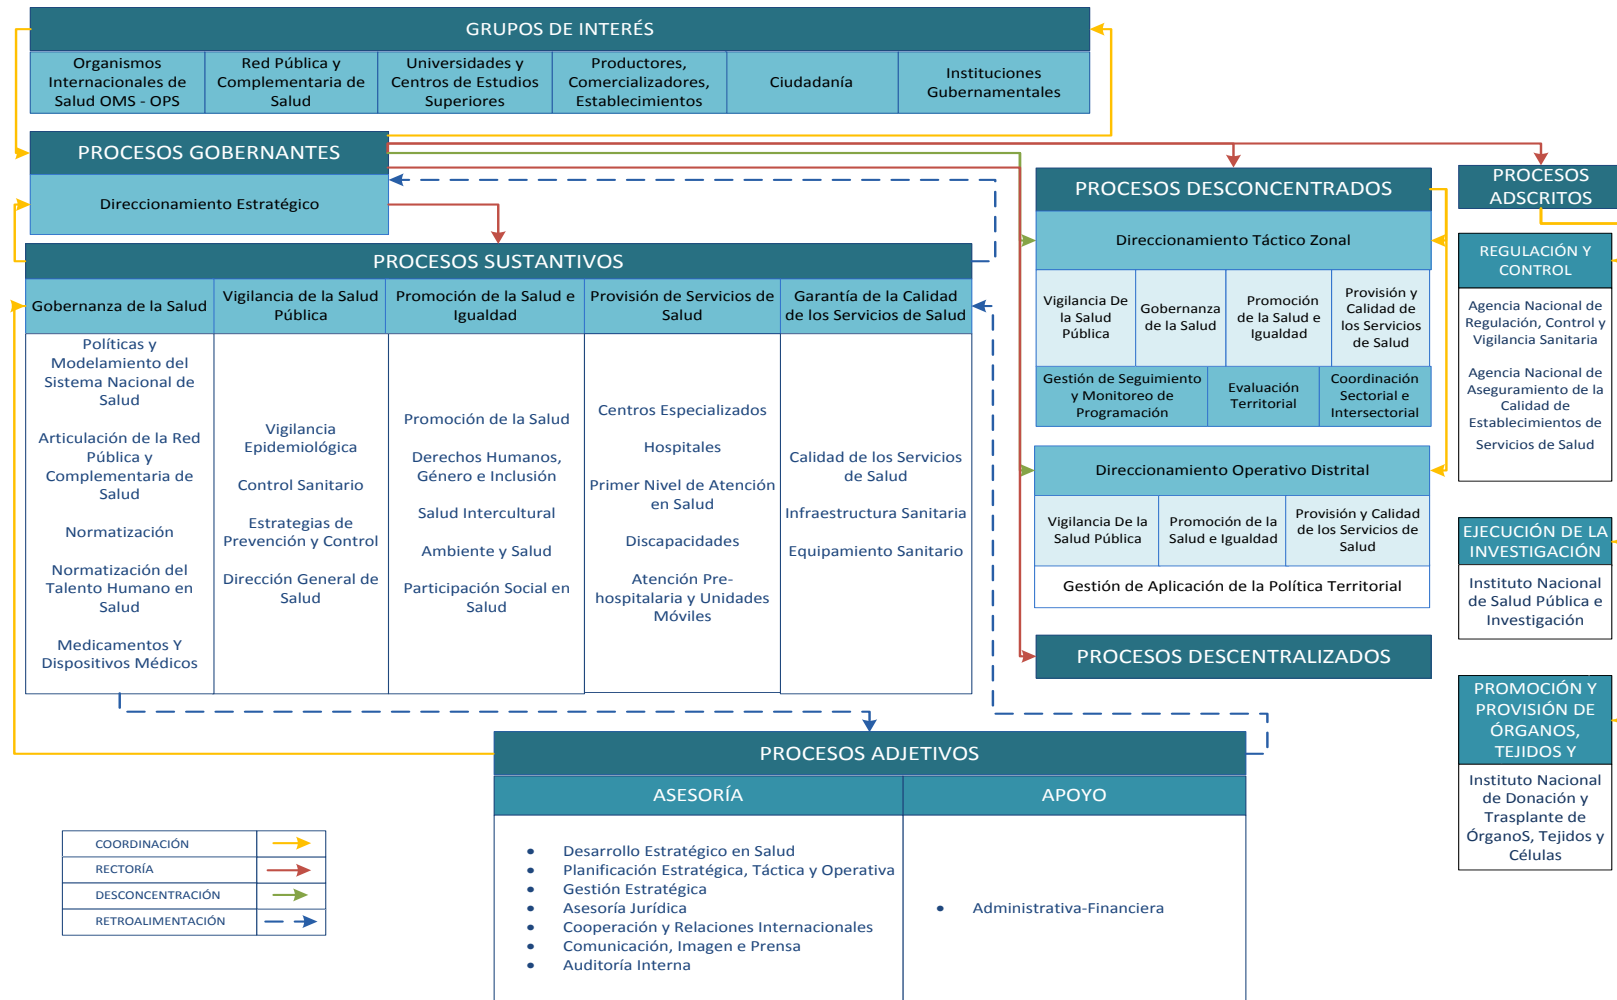 GRUPOS DE INTERÉS
Organismos
Internacionales de
Salud OMS - OPS
Red Pública y
Complementaria de
Salud
Universidades y
Centros de Estudios
Superiores
Productores,
Comercializadores,
Establecimientos
Ciudadanía
Instituciones
Gubernamentales
PROCESOS GOBERNANTES
Direccionamiento Estratégico
PROCESOS SUSTANTIVOS
Gobernanza de la Salud
Vigilancia de la Salud
Pública
Promoción de la Salud e
Igualdad
Provisión de Servicios de
Salud
Garantía de la Calidad
de los Servicios de Salud
Políticas y
Modelamiento del
Sistema Nacional de
Salud
Articulación de la Red
Pública y
Complementaria de
Salud
Normatización
Normatización del
Talento Humano en
Salud
Medicamentos Y
Dispositivos Médicos
Vigilancia
Epidemiológica
Control Sanitario
Estrategias de
Prevención y Control
Dirección General de
Salud
Promoción de la Salud
Derechos Humanos,
Género e Inclusión
Salud Intercultural
Ambiente y Salud
Participación Social en
Salud
Centros Especializados
Hospitales
Primer Nivel de Atención
en Salud
Discapacidades
Atención Pre-
hospitalaria y Unidades
Móviles
Calidad de los Servicios
de Salud
Infraestructura Sanitaria
Equipamiento Sanitario
PROCESOS DESCONCENTRADOS
Direccionamiento Táctico Zonal
Vigilancia De
la Salud
Pública
Gobernanza
de la Salud
Promoción
de la Salud e
Igualdad
Provisión y
Calidad de
los Servicios
de Salud
Gestión de Seguimiento
y Monitoreo de
Programación
Evaluación
Territorial
Coordinación
Sectorial e
Intersectorial
Direccionamiento Operativo Distrital
Vigilancia De la
Salud Pública
Promoción de la
Salud e Igualdad
Provisión y Calidad
de los Servicios de
Salud
Gestión de Aplicación de la Política Territorial
PROCESOS DESCENTRALIZADOS
PROCESOS
ADSCRITOS
REGULACIÓN Y
CONTROL
Agencia Nacional de
Regulación, Control y
Vigilancia Sanitaria
Agencia Nacional de
Aseguramiento de la
Calidad de
Establecimientos de
Servicios de Salud
EJECUCIÓN DE LA
INVESTIGACIÓN
Instituto Nacional
de Salud Pública e
Investigación
PROMOCIÓN Y
PROVISIÓN DE
ÓRGANOS,
TEJIDOS Y
Instituto Nacional
de Donación y
Trasplante de
ÓrganoS, Tejidos y
Células
PROCESOS ADJETIVOS
ASESORÍA
APOYO
• Desarrollo Estratégico en Salud
• Planificación Estratégica, Táctica y Operativa
• Gestión Estratégica
• Asesoría Jurídica
• Cooperación y Relaciones Internacionales
• Comunicación, Imagen e Prensa
• Auditoría Interna
• Administrativa-Financiera
COORDINACIÓN
RECTORÍA
DESCONCENTRACIÓN
RETROALIMENTACIÓN